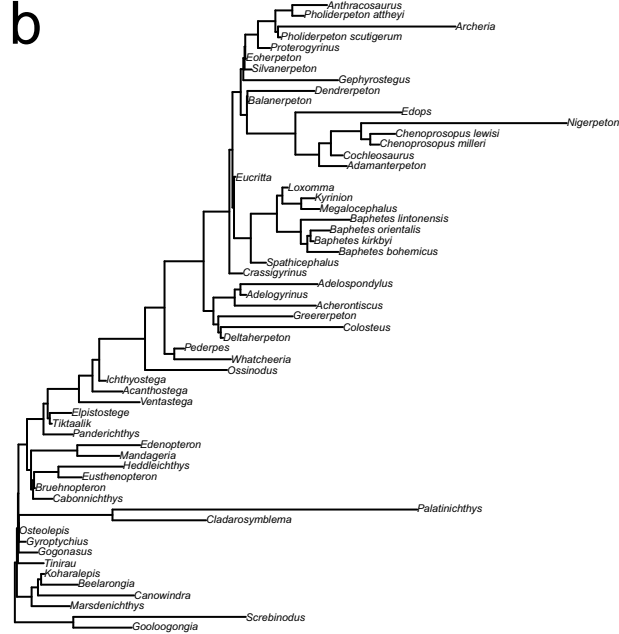 b
Anthracosaurus
Pholiderpeton attheyi
Archeria
Pholiderpeton scutigerum
Proterogyrinus
Eoherpeton
Silvanerpeton
Gephyrostegus
Dendrerpeton
Balanerpeton
Edops
Nigerpeton
Chenoprosopus lewisi
Chenoprosopus milleri
Cochleosaurus
Adamanterpeton
Eucritta
Loxomma
Kyrinion
Megalocephalus
Baphetes lintonensis
Baphetes orientalis
Baphetes kirkbyi
Baphetes bohemicus
Spathicephalus
Crassigyrinus
Adelospondylus
Adelogyrinus
Acherontiscus
Greererpeton
Colosteus
Deltaherpeton
Pederpes
Whatcheeria
Ossinodus
Ichthyostega
Acanthostega
Ventastega
Elpistostege
Tiktaalik
Panderichthys
Edenopteron
Mandageria
Heddleichthys
Eusthenopteron
Bruehnopteron
Cabonnichthys
Palatinichthys
Cladarosymblema
Osteolepis
Gyroptychius
Gogonasus
Tinirau
Koharalepis
Beelarongia
Canowindra
Marsdenichthys
Screbinodus
Gooloogongia